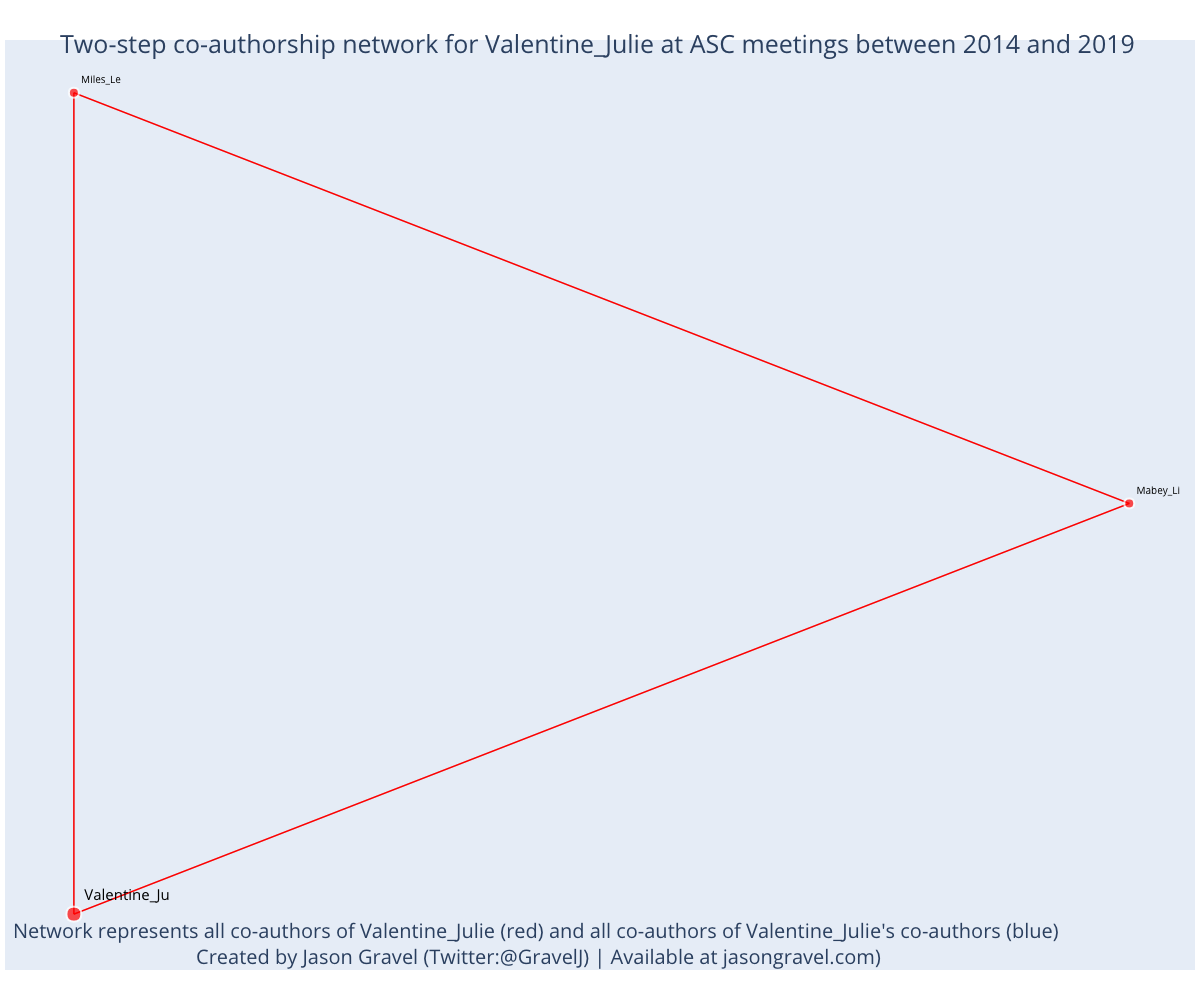 Two-step co-authorship network for Valentine_Julie at ASC meetings between 2014 and 2019
Miles_Le
Mabey_Li
Valentine_Ju
Network represents all co-authors of Valentine_Julie (red) and all co-authors of Valentine_Julie's co-authors (blue)
Created by Jason Gravel (Twitter:@GravelJ) | Available at jasongravel.com)